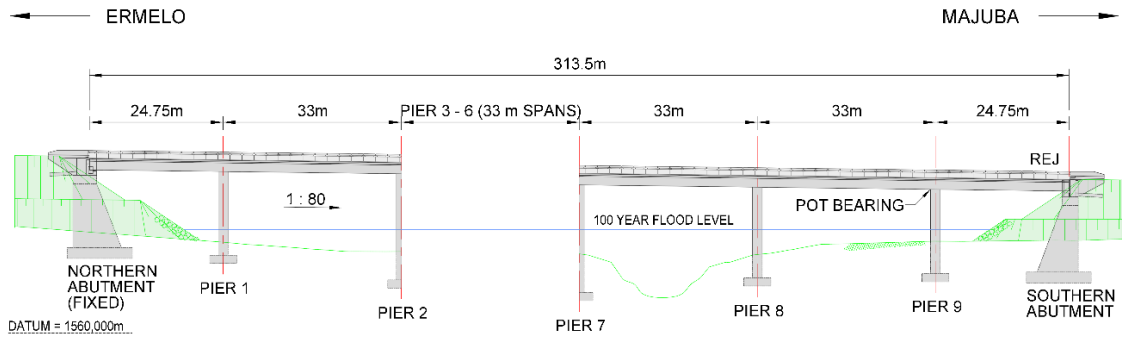 ERMELO
MAJUBA
313.5m
24.75m
33m
PIER 3 - 6 (33 m SPANS)
33m
33m
24.75m
REJ
1 : 80
POT BEARING
100 YEAR FLOOD LEVEL
NORTHERN
ABUTMENT
(FIXED)
PIER 1
PIER 2
PIER 7
PIER 8
PIER 9
SOUTHERN
ABUTMENT
DATUM = 1560,000m